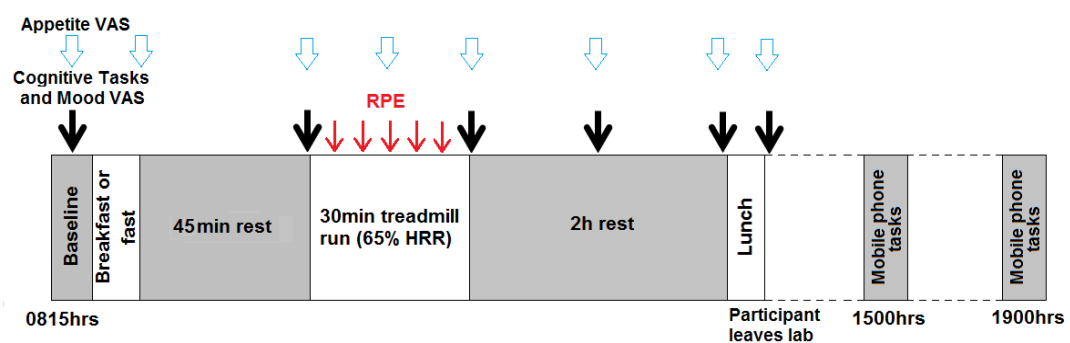 Appetite VAS
Cognitive Tasks
and Mood VAS
RPE
Baseline
Breakfast or
fast
45min rest
30min treadmill
run (65% HRR)
2h rest
Lunch
Mobile phone
tasks
Mobile phone
tasks
0815hrs
Participant
leaves lab
1500hrs
1900hrs